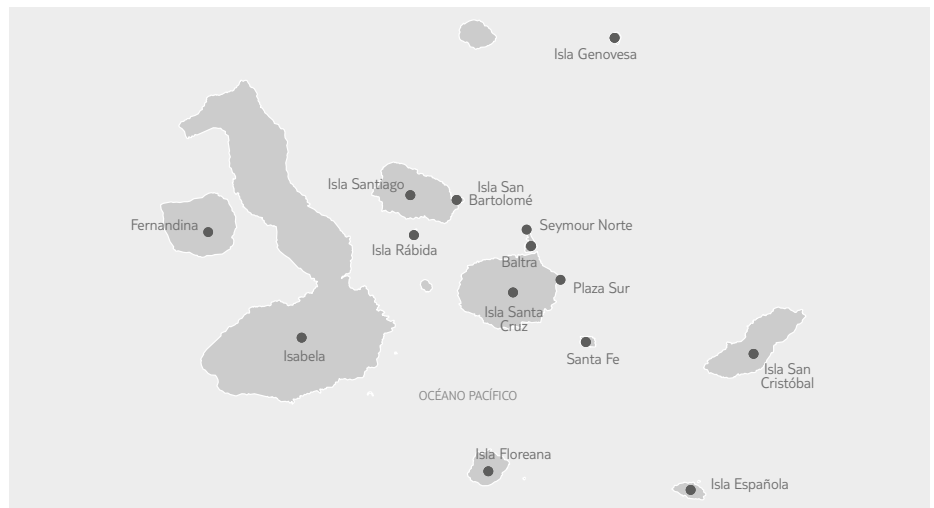 Isla Genovesa
Isla Santiago
Isla San
Bartolomé
Fernandina
Seymour Norte
Isla Rábida
Baltra
Plaza Sur
Isla Santa
Cruz
Isabela
Santa Fe
Isla San
Cristóbal
OCÉANO PACÍFICO
Isla Floreana
Isla Española